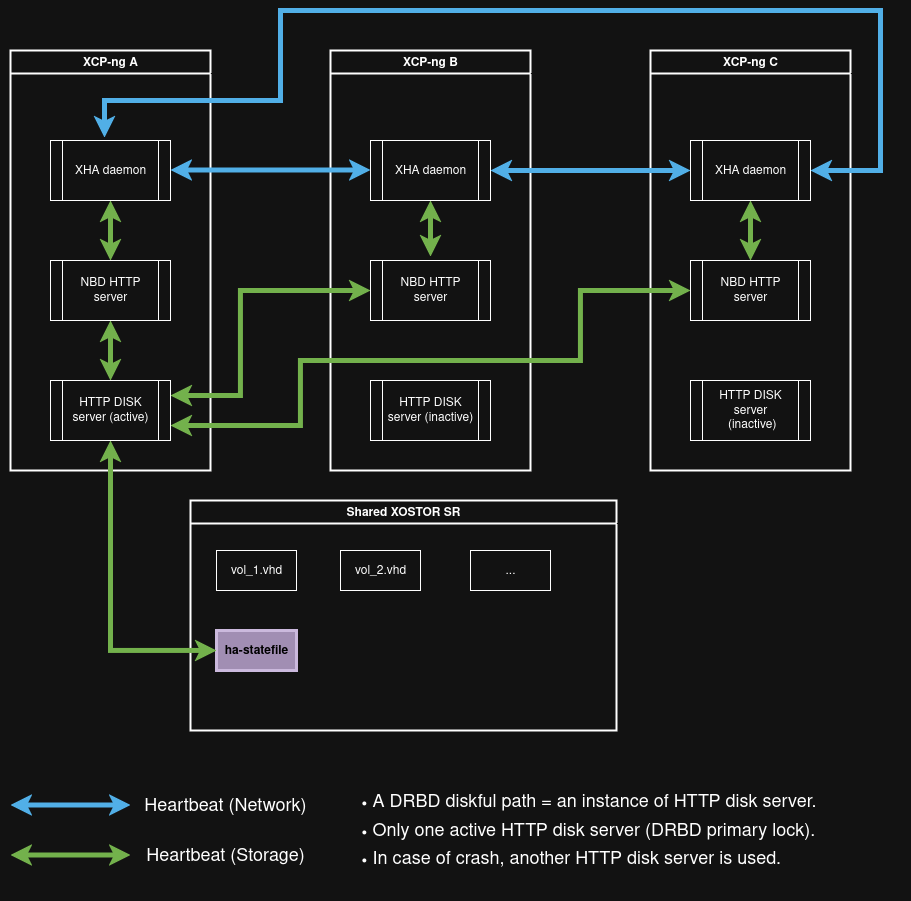 XCP-ng A
XCP-ng B
XCP-ng C
XHA daemon
XHA daemon
XHA daemon
NBD HTTP
server
NBD HTTP
server
NBD HTTP
server
HTTP DISK
server (active)
HTTP DISK
server (inactive)
HTTP DISK
server
(inactive)
Shared XOSTOR SR
vol_1.vhd
vol_2.vhd
...
ha-statefile
Heartbeat (Network)
Heartbeat (Storage)
• A DRBD diskful path = an instance of HTTP disk server.
• Only one active HTTP disk server (DRBD primary lock).
• In case of crash, another HTTP disk server is used.